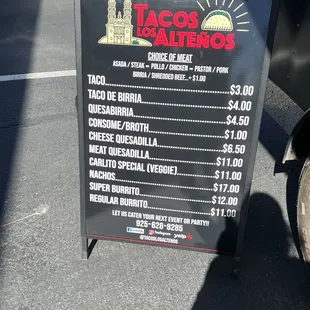 TACOS
LOS ALTEÑOS
CHOICE OF MEAT
ASADA / STEAK – POLLO / CHICKEN – PASTOR / PORK
BIRRIA / SHREDDED BEEF...+ $1.00
TACO $3.00
TACO DE BIRRIA $4.00
QUESABIRRIA $4.50
CONSOME/BROTH $1.00
CHEESE QUESADILLA $6.50
MEAT QUESADILLA $11.00
CARLITO SPECIAL (VEGGIE) $11.00
NACHOS $17.00
SUPER BURRITO $12.00
REGULAR BURRITO $11.00
LET US CATER YOUR NEXT EVENT OR PARTY!!
925-628-8285
Instagram yelp
@TACOSLOSALTENOS